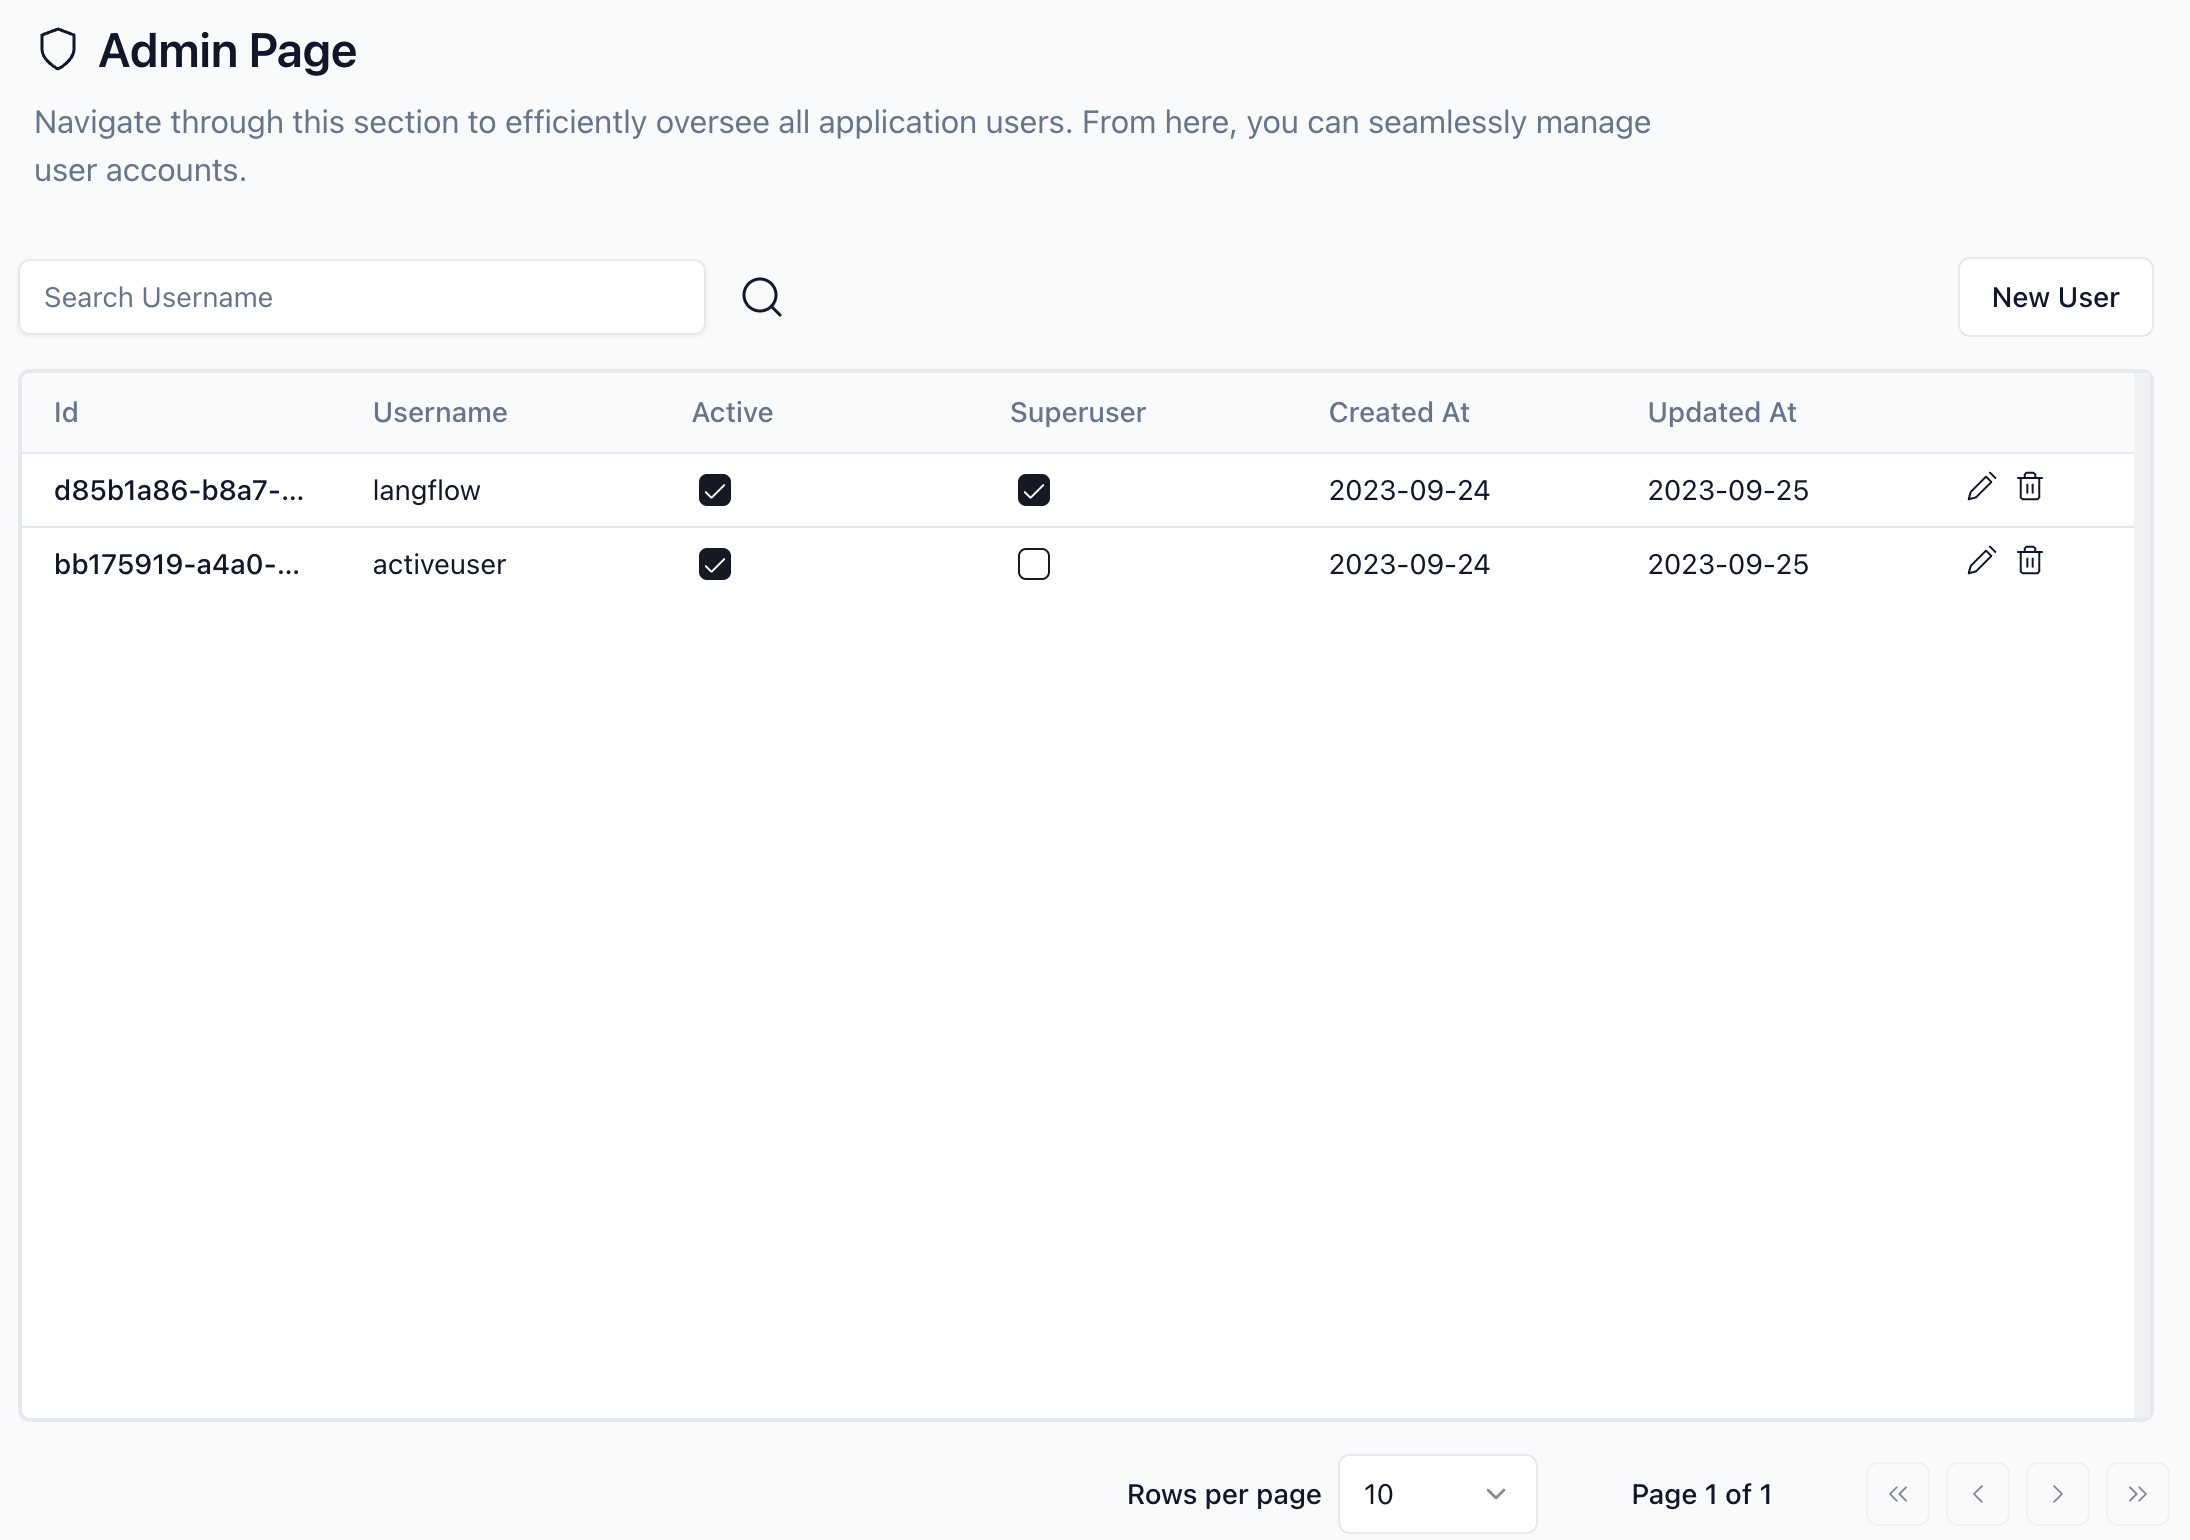 Admin Page
Navigate through this section to efficiently oversee all application users. From here, you can seamlessly manage
user accounts.
Search Username
New User
Id Username Active Superuser Created At Updated At
d85b1a86-b8a7-... langflow 2023-09-24 2023-09-25
bb175919-a4a0-... activeuser 2023-09-24 2023-09-25
Rows per page 10 Page 1 of 1